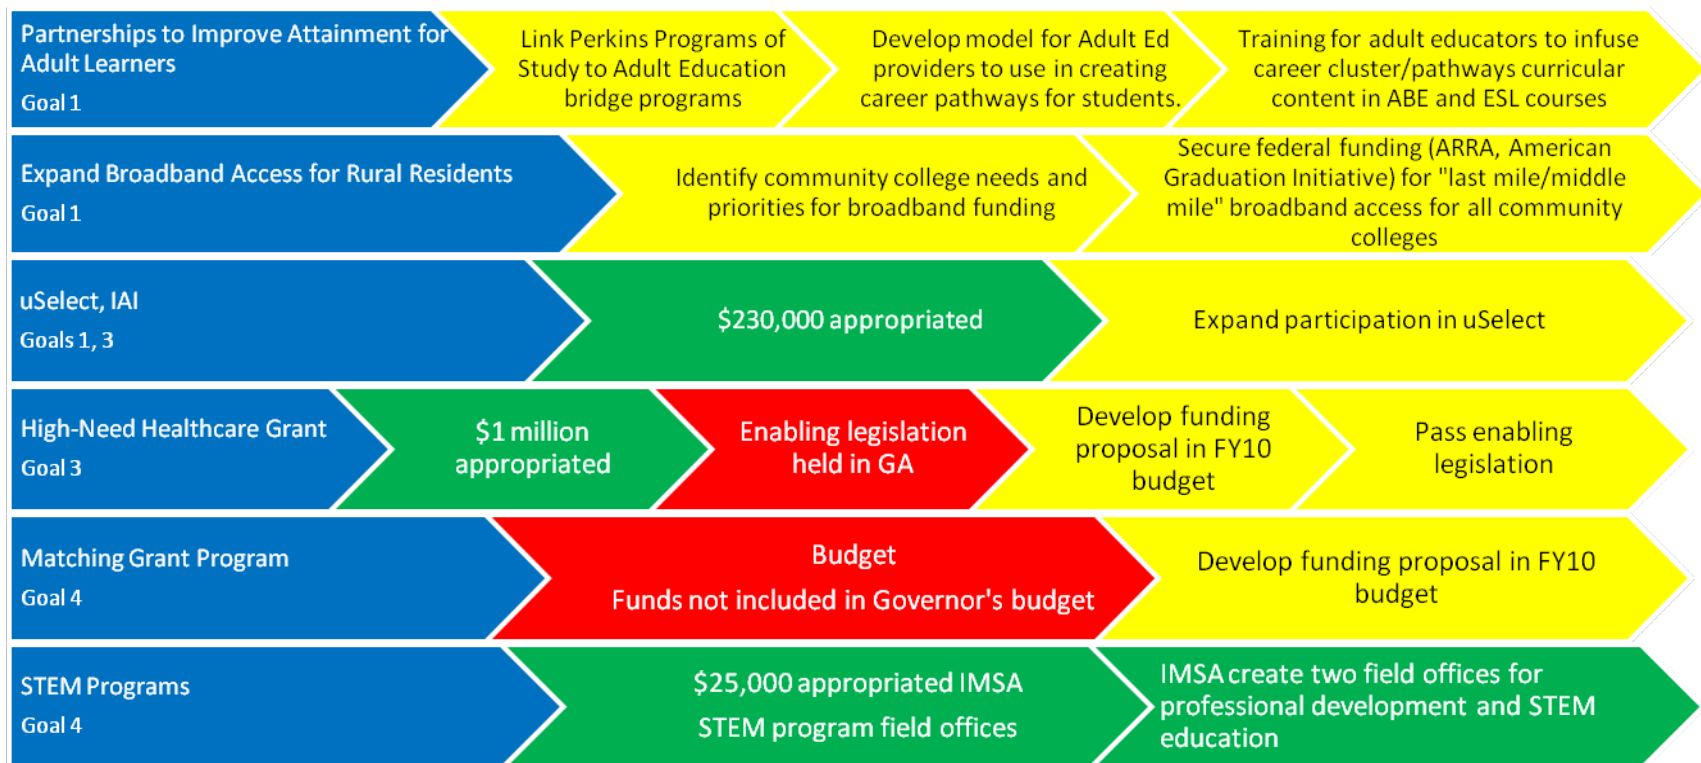 Partnerships to Improve Attainment for
Adult Learners
Goal 1
Link Perkins Programs of
Study to Adult Education
bridge programs
Develop model for Adult Ed
providers to use in creating
career pathways for students.
Training for adult educators to infuse
career cluster/pathways curricular
content in ABE and ESL courses
Expand Broadband Access for Rural Residents
Goal 1
Identify community college needs and
priorities for broadband funding
Secure federal funding (ARRA, American
Graduation Initiative) for "last mile/middle
mile" broadband access for all community
colleges
uSelect, IAI
Goals 1, 3
$230,000 appropriated
Expand participation in uSelect
High-Need Healthcare Grant
Goal 3
$1 million
appropriated
Enabling legislation
held in GA
Develop funding
proposal in FY10
budget
Pass enabling
legislation
Matching Grant Program
Goal 4
Budget
Funds not included in Governor's budget
Develop funding proposal in FY10
budget
STEM Programs
Goal 4
$25,000 appropriated IMSA
STEM program field offices
IMSA create two field offices for
professional development and STEM
education